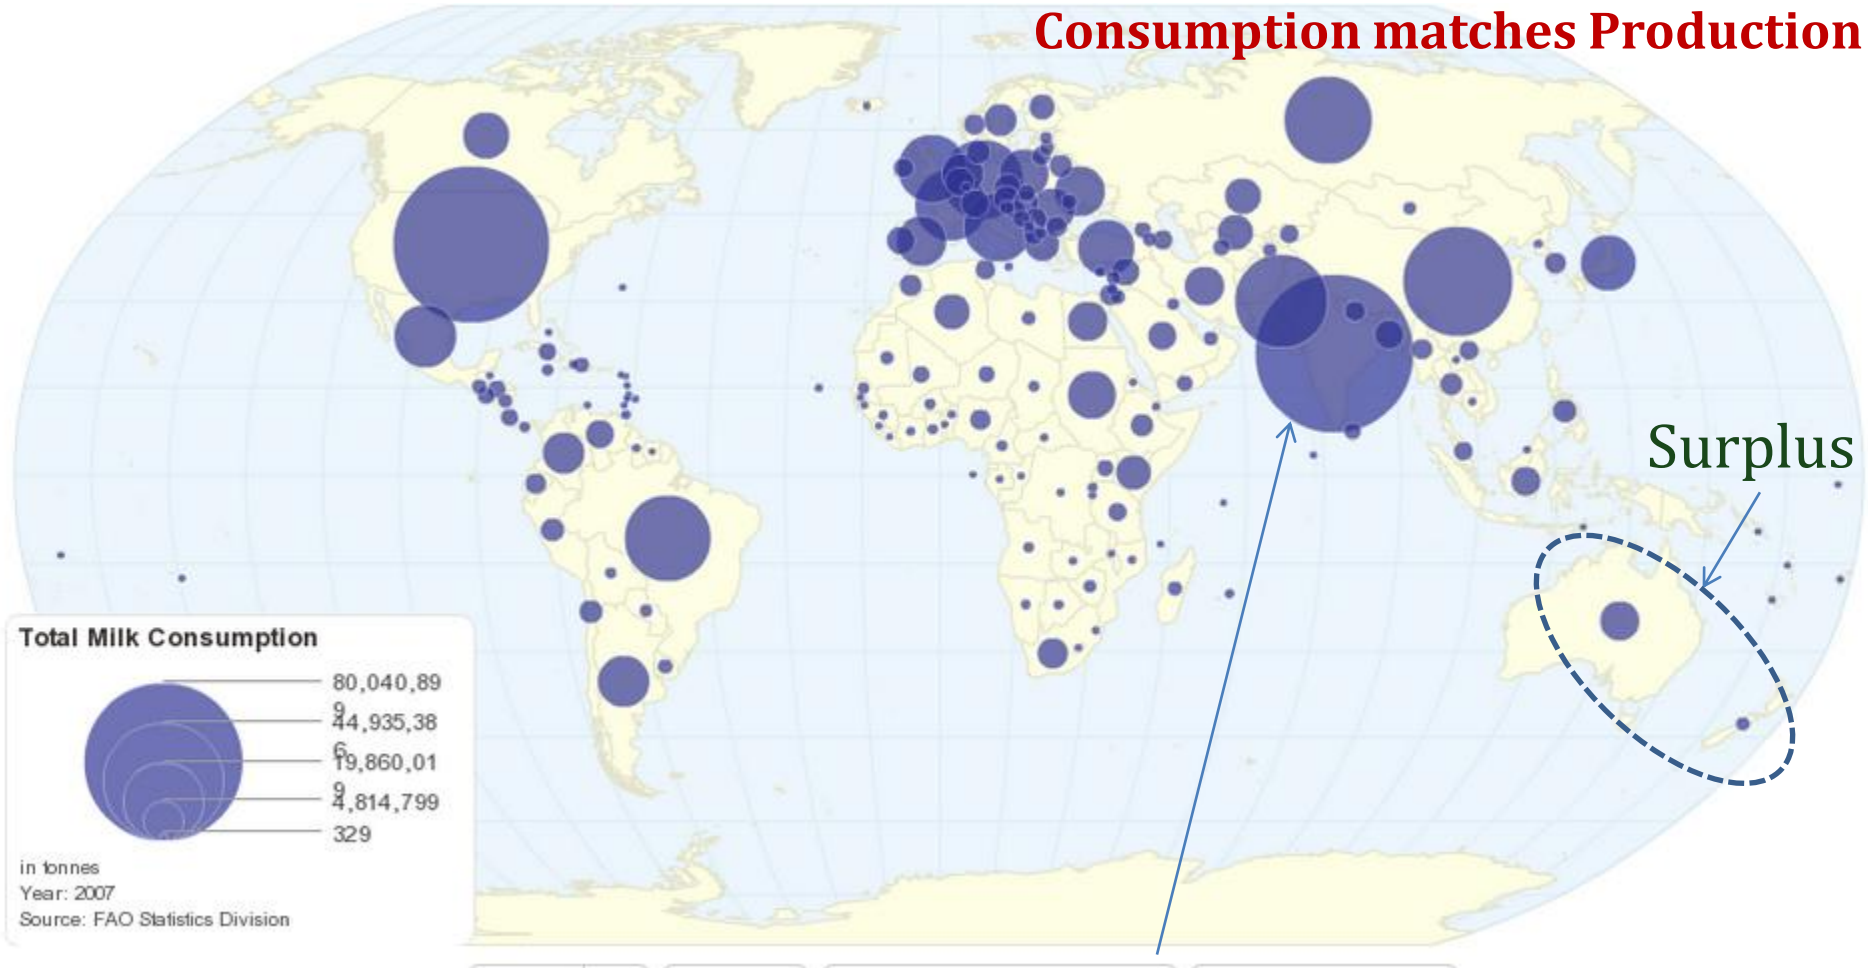 Consumption matches Production
Surplus
Total Milk Consumption
80,040,89
9
44,935,38
6
19,860,01
9
4,814,799
329
in tonnes
Year: 2007
Source: FAO Statistics Division